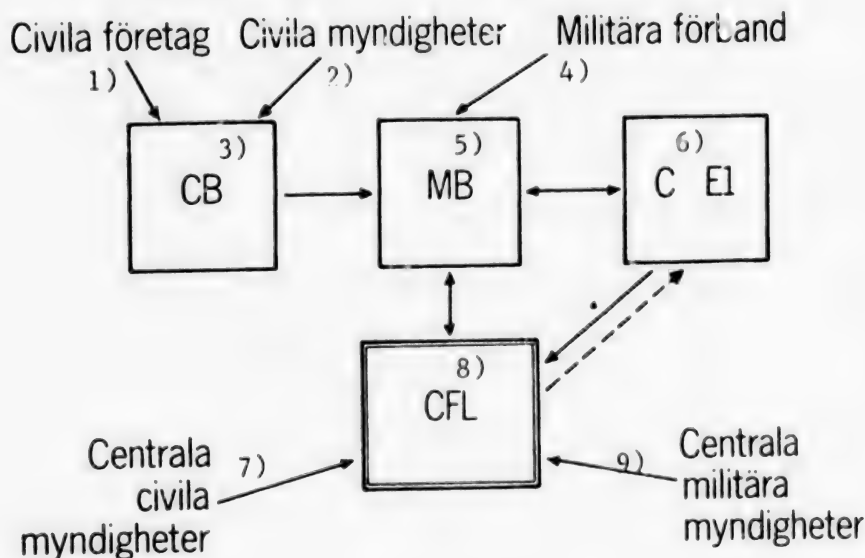 Civila företag
1)
Civila myndigheter
2)
Militära förband
4)
3)
CB
5)
MB
6)
C El
8)
CFL
Centrala
civila
myndigheter
7)
9)
Centrala
militära
myndigheter